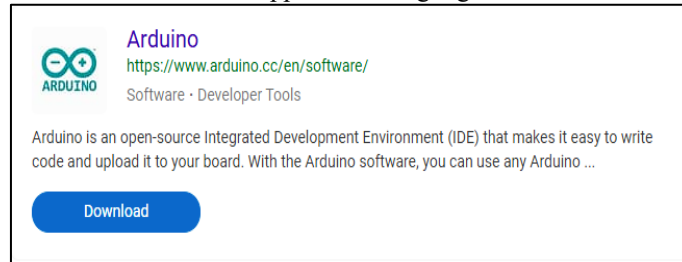 Arduino
https://www.arduino.cc/en/software/
ARDUINO
Software · Developer Tools
Arduino is an open-source Integrated Development Environment (IDE) that makes it easy to write
code and upload it to your board. With the Arduino software, you can use any Arduino ...
Download